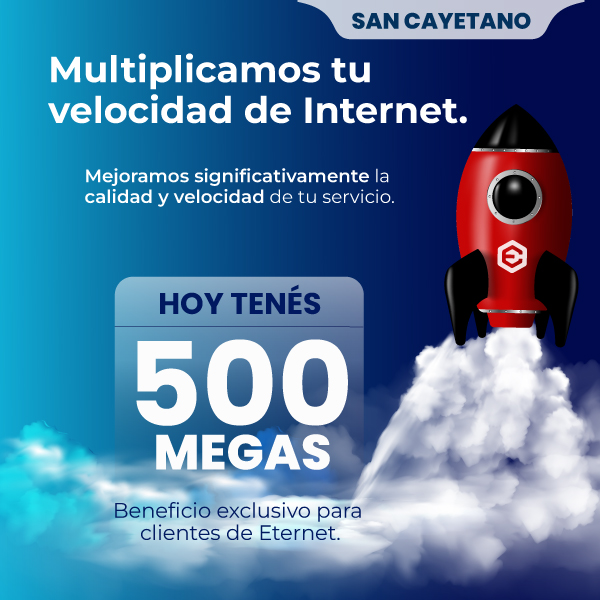 SAN CAYETANO
Multiplicamos tu
velocidad de Internet.
Mejoramos significativamente la
calidad y velocidad de tu servicio.
HOY TENÉS
500
MEGAS
Beneficio exclusivo para
clientes de Eternet.